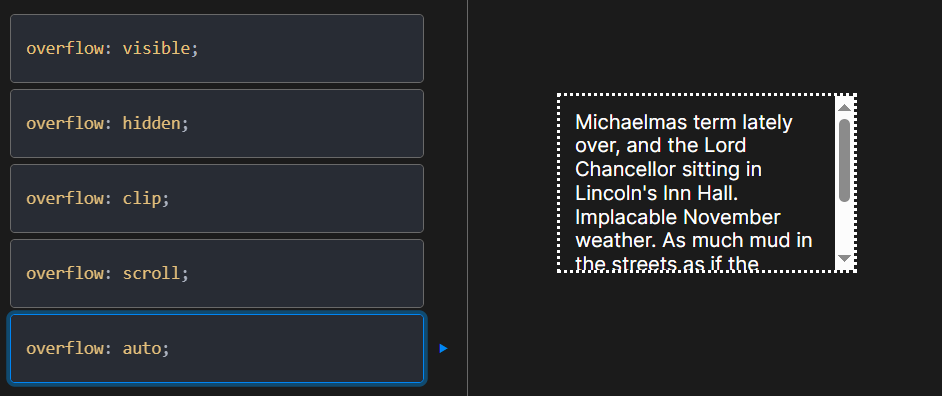 overflow: visible;
overflow: hidden;
overflow: clip;
overflow: scroll;
overflow: auto;
Michaelmas term lately
over, and the Lord
Chancellor sitting in
Lincoln's Inn Hall.
Implacable November
weather. As much mud in
the streets as if the